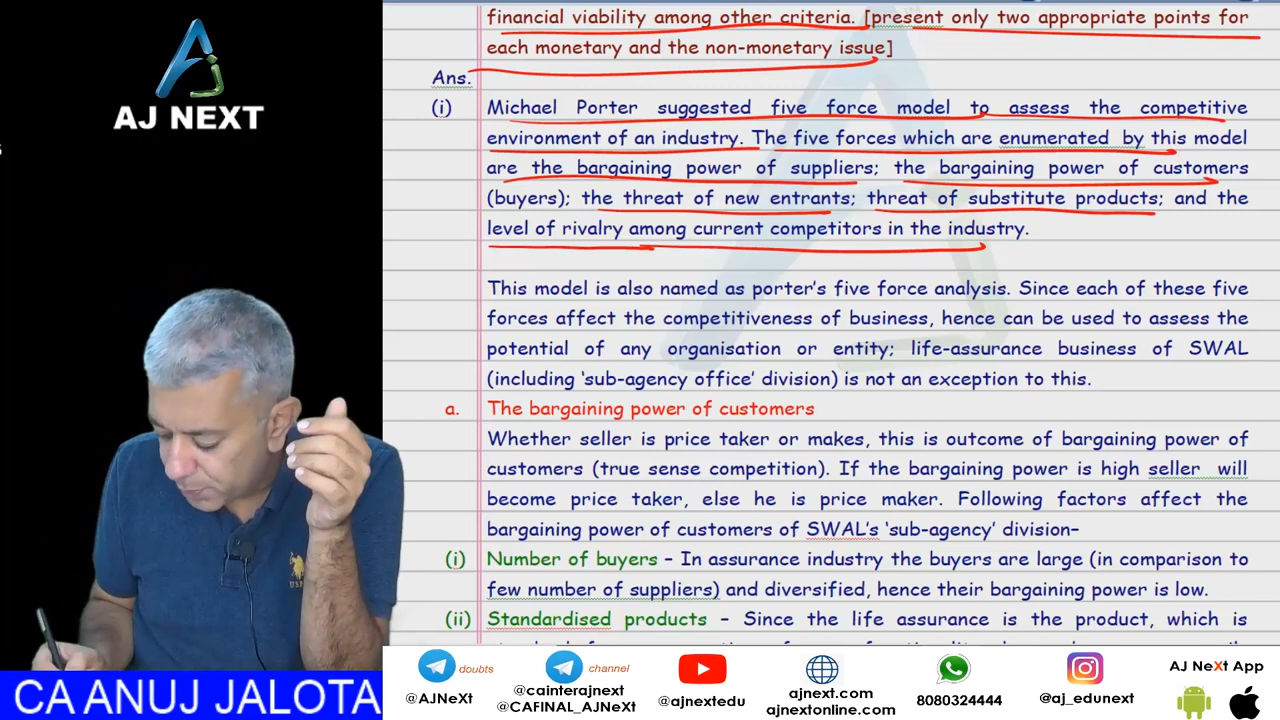 financial viability among other criteria. [present only two appropriate points for
each monetary and the non-monetary issue]
Ans.
(i) Michael Porter suggested five force model to assess the competitive
environment of an industry. The five forces which are enumerated by this model
are the bargaining power of suppliers; the bargaining power of customers
(buyers); the threat of new entrants; threat of substitute products; and the
level of rivalry among current competitors in the industry.
This model is also named as porter's five force analysis. Since each of these five
forces affect the competitiveness of business, hence can be used to assess the
potential of any organisation or entity; life-assurance business of SWAL
(including 'sub-agency office' division) is not an exception to this.
a. The bargaining power of customers
Whether seller is price taker or makes, this is outcome of bargaining power of
customers (true sense competition). If the bargaining power is high seller will
become price taker, else he is price maker. Following factors affect the
bargaining power of customers of SWAL's 'sub-agency' division–
(i) Number of buyers – In assurance industry the buyers are large (in comparison to
few number of suppliers) and diversified, hence their bargaining power is low.
(ii) Standardised products – Since the life assurance is the product, which is
AJ NEXT
CA ANUJ JALOTA
doubts
@AJNeXt
channel
@cainterajnext
@CAFINAL_AJNeXt
@ajnextedu
ajnext.com
ajnextonline.com
8080324444
@aj_edunext
AJ NeXt App